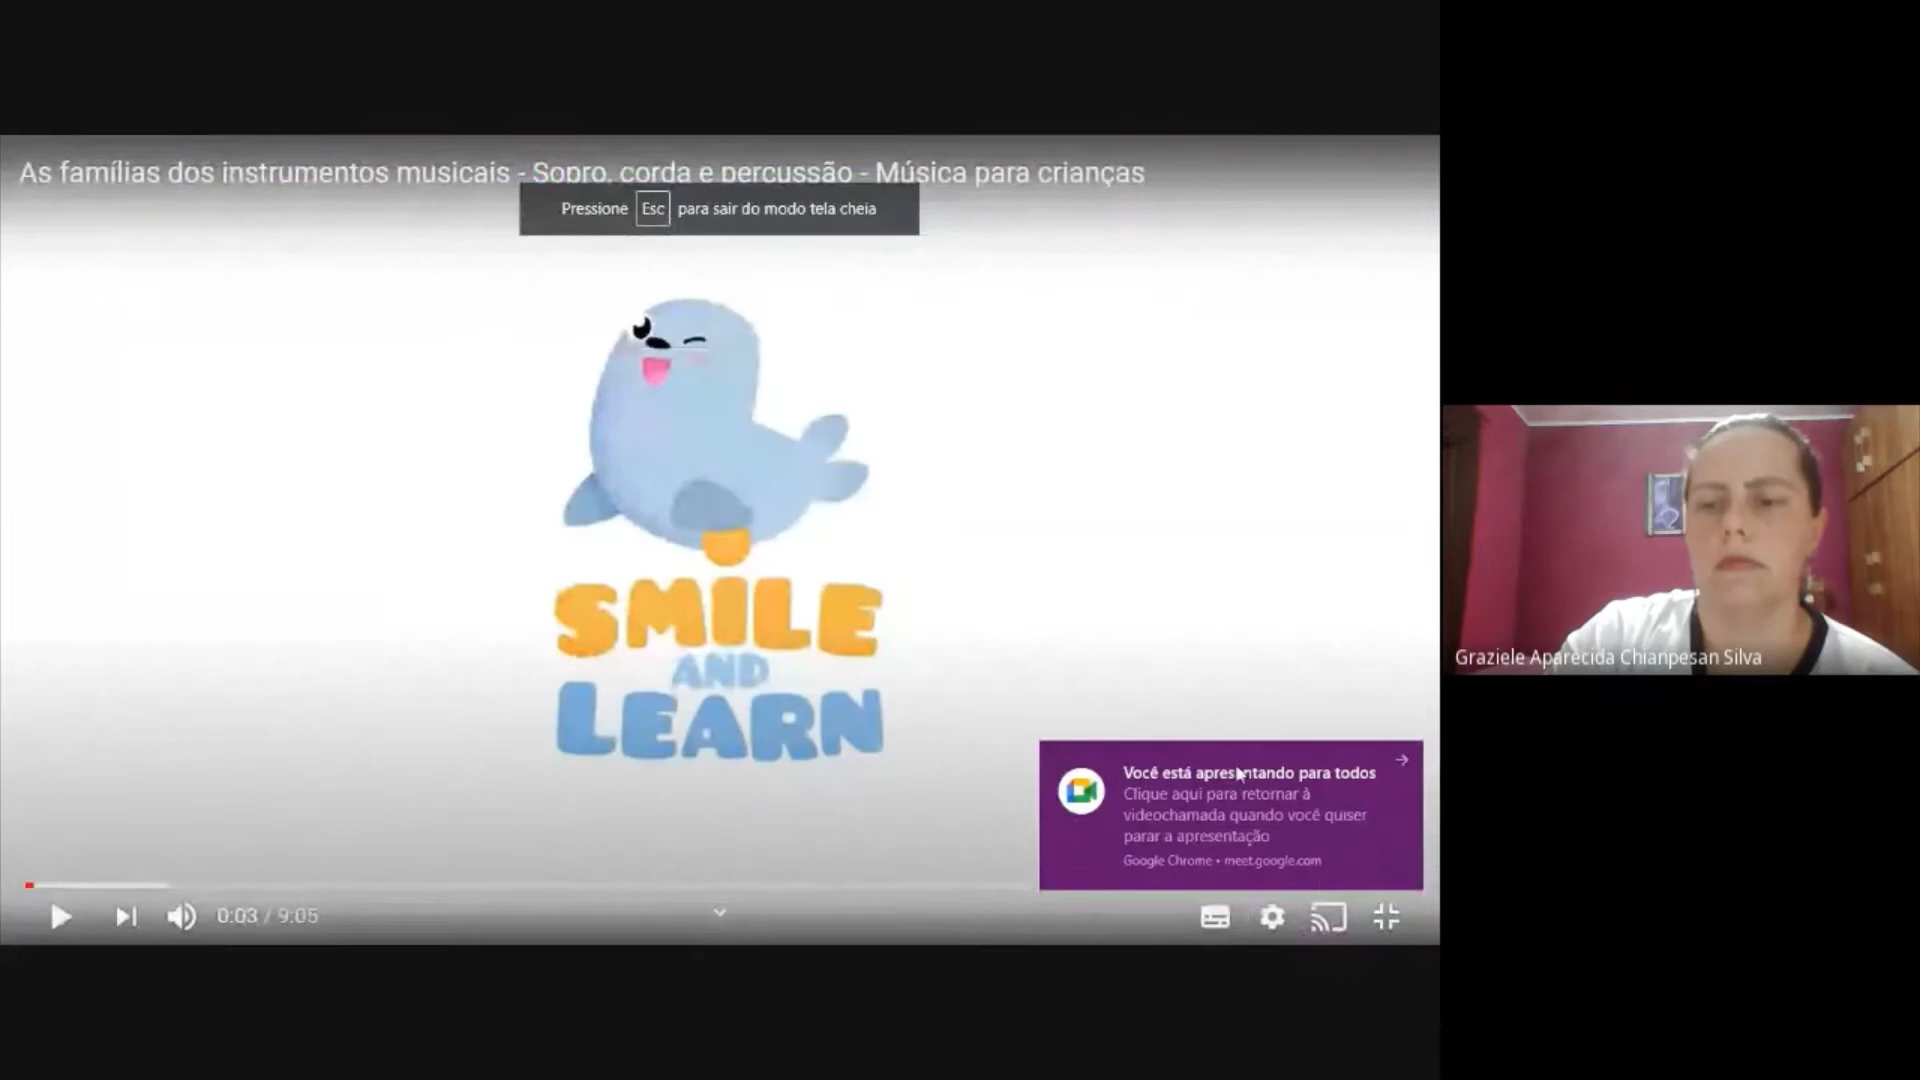 As famílias dos instrumentos musicais - Sopro, corda e percussão - Música para crianças
Pressione Esc para sair do modo tela cheia
SMILE
AND
LEARN
Graziele Aparecida Chianpesan Silva
Você está apresentando para todos
Clique aqui para retornar à
videochamada quando você quiser
parar a apresentação
Google Chrome • meet.google.com
0:03 / 9:05